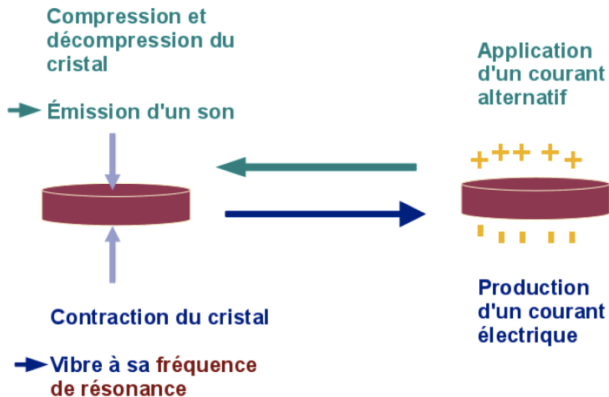 Compression et
décompression du
cristal
Émission d'un son
Application
d'un courant
alternatif
Contraction du cristal
Vibre à sa fréquence
de résonance
Production
d'un courant
électrique